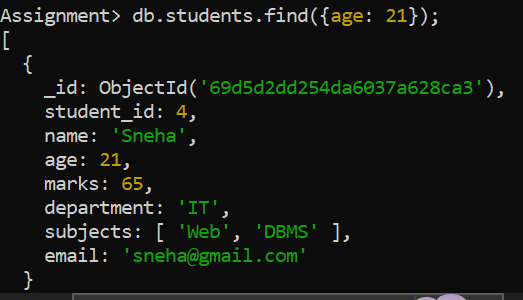 Assignment> db.students.find({age: 21});
[
  {
    _id: ObjectId('69d5d2dd254da6037a628ca3'),
    student_id: 4,
    name: 'Sneha',
    age: 21,
    marks: 65,
    department: 'IT',
    subjects: [ 'Web', 'DBMS' ],
    email: 'sneha@gmail.com'
  }